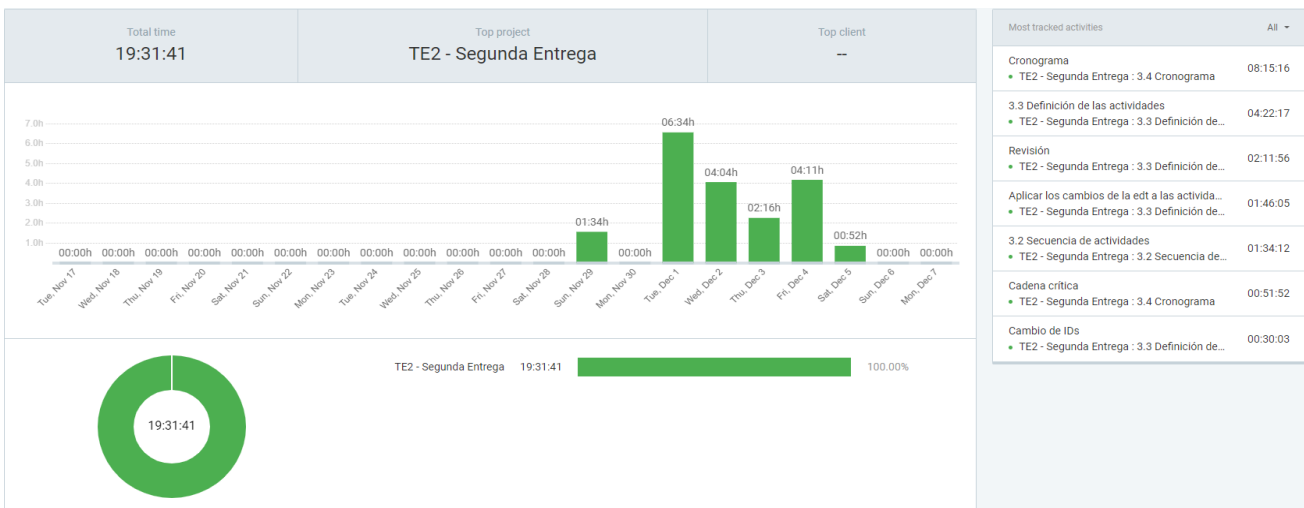 Total time
19:31:41
Top project
TE2 - Segunda Entrega
Top client
--
7.0h
6.0h
5.0h
4.0h
3.0h
2.0h
1.0h
00:00h 00:00h 00:00h 00:00h 00:00h 00:00h 00:00h 00:00h 00:00h 00:00h 00:00h 00:00h 01:34h 00:00h 06:34h 04:04h 02:16h 04:11h 00:52h 00:00h 00:00h
Tue, Nov 17
Wed, Nov 18
Thu, Nov 19
Fri, Nov 20
Sat, Nov 21
Sun, Nov 22
Mon, Nov 23
Tue, Nov 24
Wed, Nov 25
Thu, Nov 26
Fri, Nov 27
Sat, Nov 28
Sun, Nov 29
Mon, Nov 30
Tue, Dec 1
Wed, Dec 2
Thu, Dec 3
Fri, Dec 4
Sat, Dec 5
Sun, Dec 6
Mon, Dec 7
19:31:41
TE2 - Segunda Entrega 19:31:41 100.00%
Most tracked activities All
Cronograma
TE2 - Segunda Entrega : 3.4 Cronograma
08:15:16
3.3 Definición de las actividades
TE2 - Segunda Entrega : 3.3 Definición de...
04:22:17
Revisión
TE2 - Segunda Entrega : 3.3 Definición de...
02:11:56
Aplicar los cambios de la edt a las activida...
TE2 - Segunda Entrega : 3.3 Definición de...
01:46:05
3.2 Secuencia de actividades
TE2 - Segunda Entrega : 3.2 Secuencia de...
01:34:12
Cadena crítica
TE2 - Segunda Entrega : 3.4 Cronograma
00:51:52
Cambio de IDs
TE2 - Segunda Entrega : 3.3 Definición de...
00:30:03